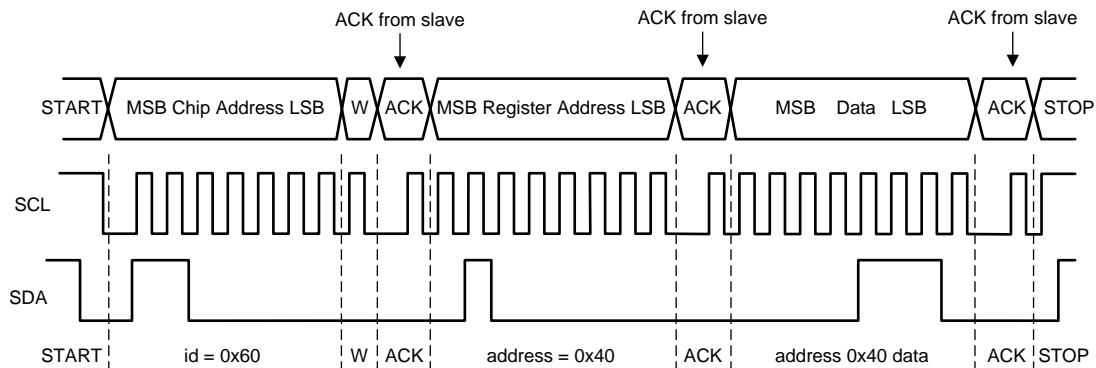 ACK from slave ACK from slave ACK from slave
START MSB Chip Address LSB W ACK MSB Register Address LSB ACK MSB Data LSB ACK STOP
SCL
SDA
START id = 0x60 W ACK address = 0x40 ACK address 0x40 data ACK STOP